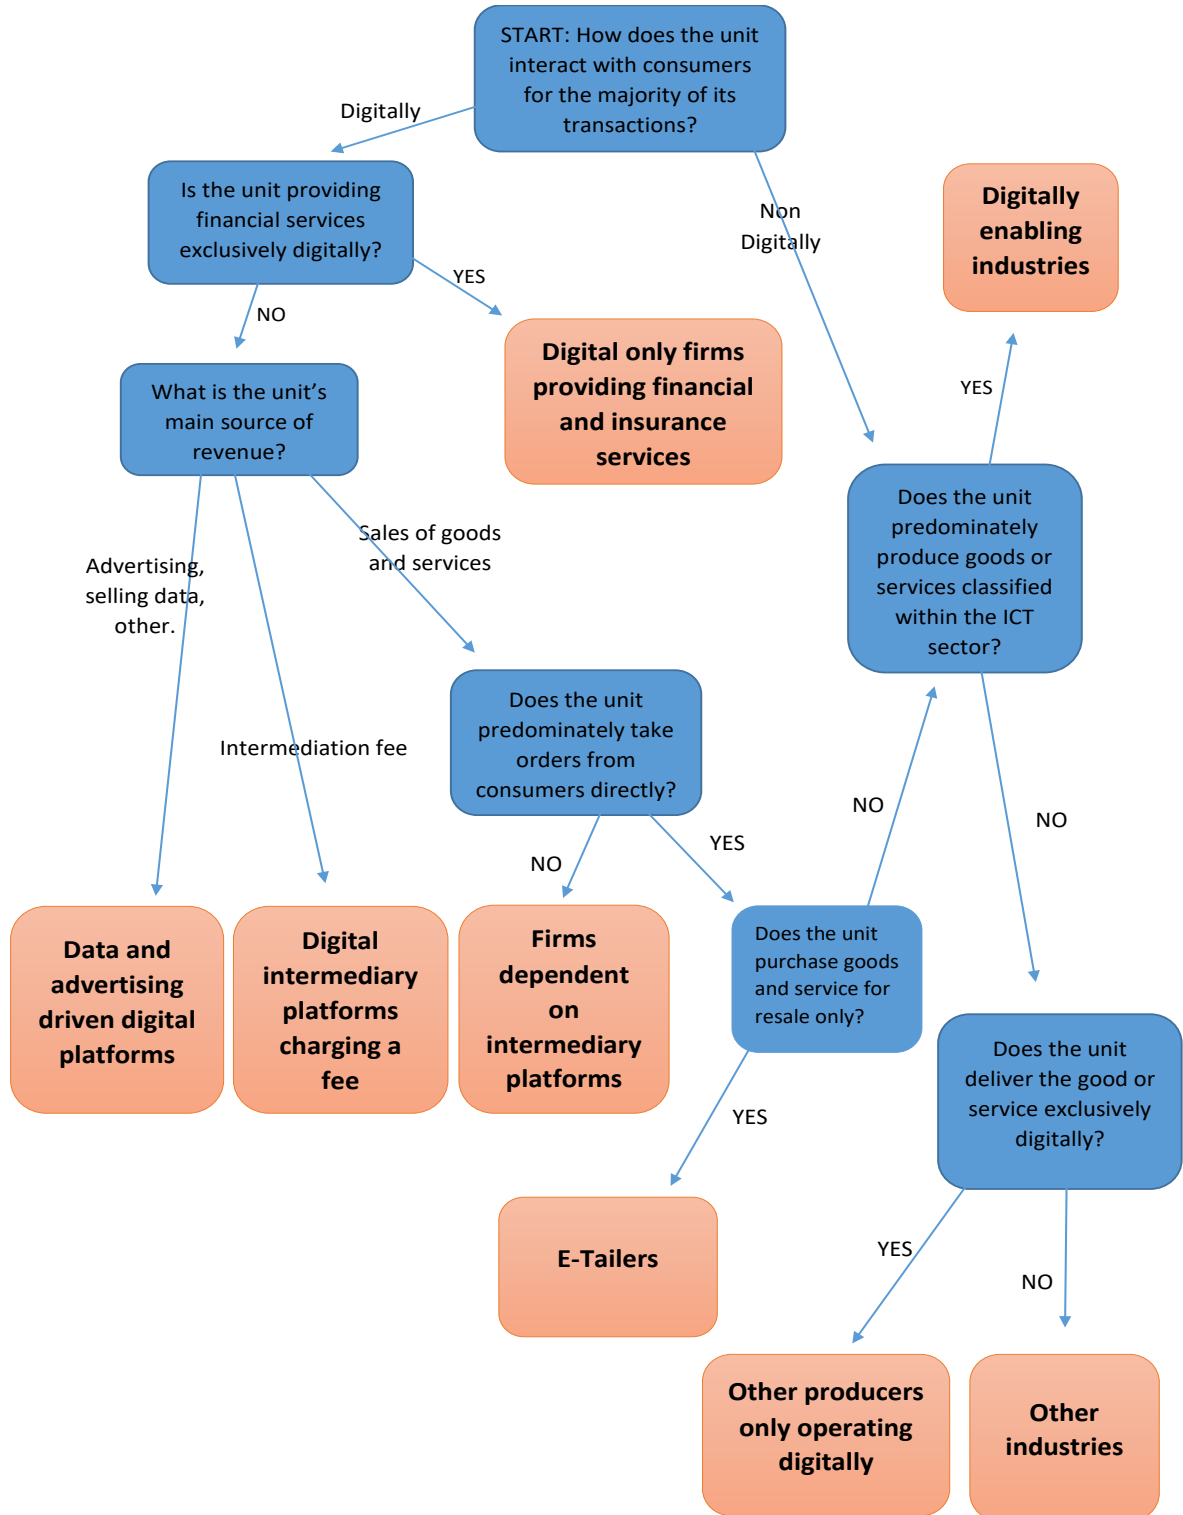 START: How does the unit
interact with consumers
for the majority of its
transactions?
Digitally
Is the unit providing
financial services
exclusively digitally?
Non
Digitally
Digitally
enabling
industries
YES
NO
Digital only firms
providing financial
and insurance
services
What is the unit’s
main source of
revenue?
YES
Does the unit
predominately
produce goods or
services classified
within the ICT
sector?
Sales of goods
and services
Advertising,
selling data,
other.
Intermediation fee
Does the unit
predominately take
orders from
consumers directly?
NO
NO
YES
NO
Data and
advertising
driven digital
platforms
Digital
intermediary
platforms
charging a
fee
Firms
dependent
on
intermediary
platforms
Does the unit
purchase goods
and service for
resale only?
Does the unit
deliver the good or
service exclusively
digitally?
YES
E-Tailers
YES
NO
Other producers
only operating
digitally
Other
industries